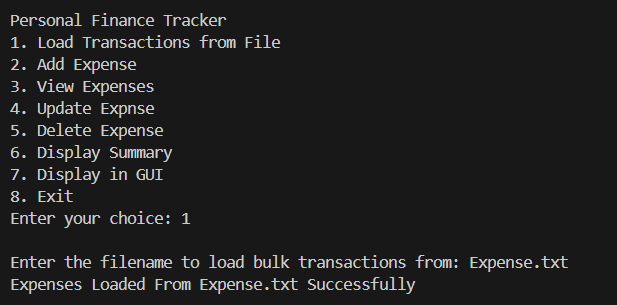 Personal Finance Tracker
1. Load Transactions from File
2. Add Expense
3. View Expenses
4. Update Expnse
5. Delete Expense
6. Display Summary
7. Display in GUI
8. Exit
Enter your choice: 1
Enter the filename to load bulk transactions from: Expense.txt
Expenses Loaded From Expense.txt Successfully